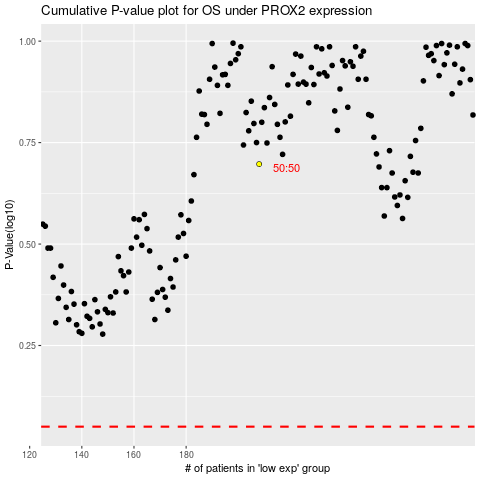 Cumulative P-value plot for OS under PROX2 expression
P-Value(log10)
1.00
0.75
0.50
0.25
50:50
120 140 160 180
# of patients in 'low exp' group